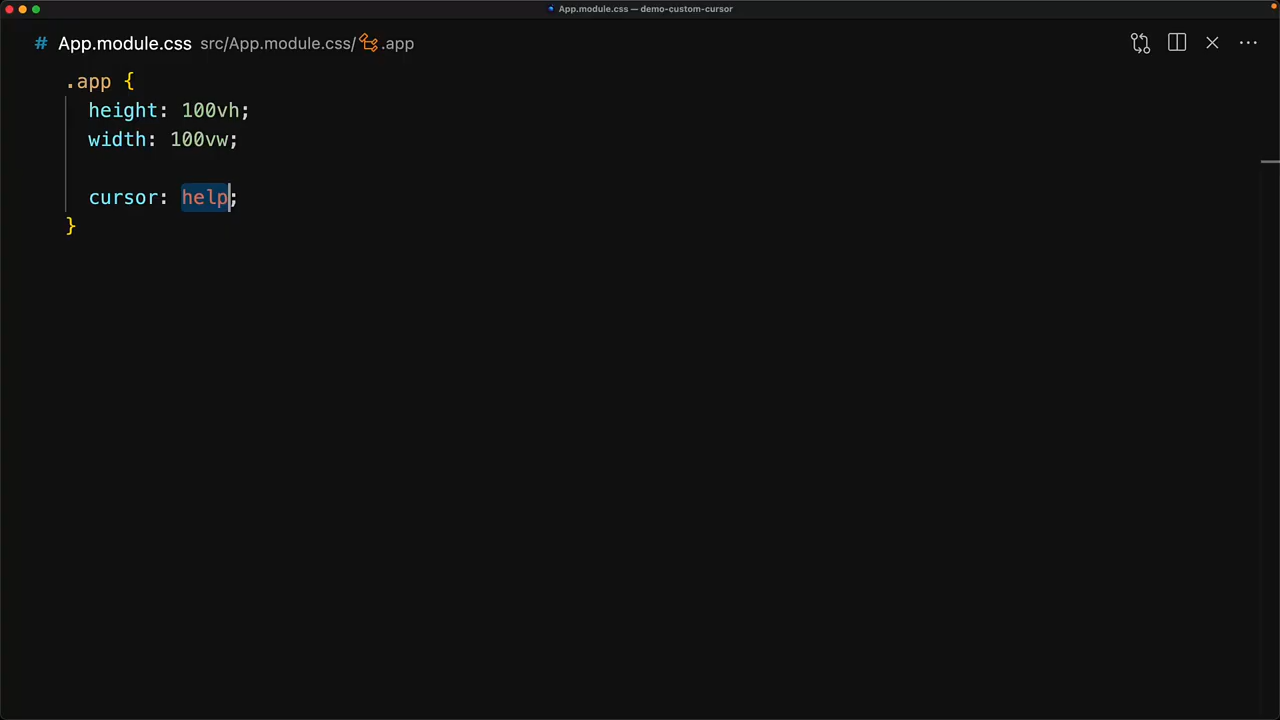 App.module.css — demo-custom-cursor
# App.module.css src/App.module.css/ .app
.app {
height: 100vh;
width: 100vw;
cursor: help;
}